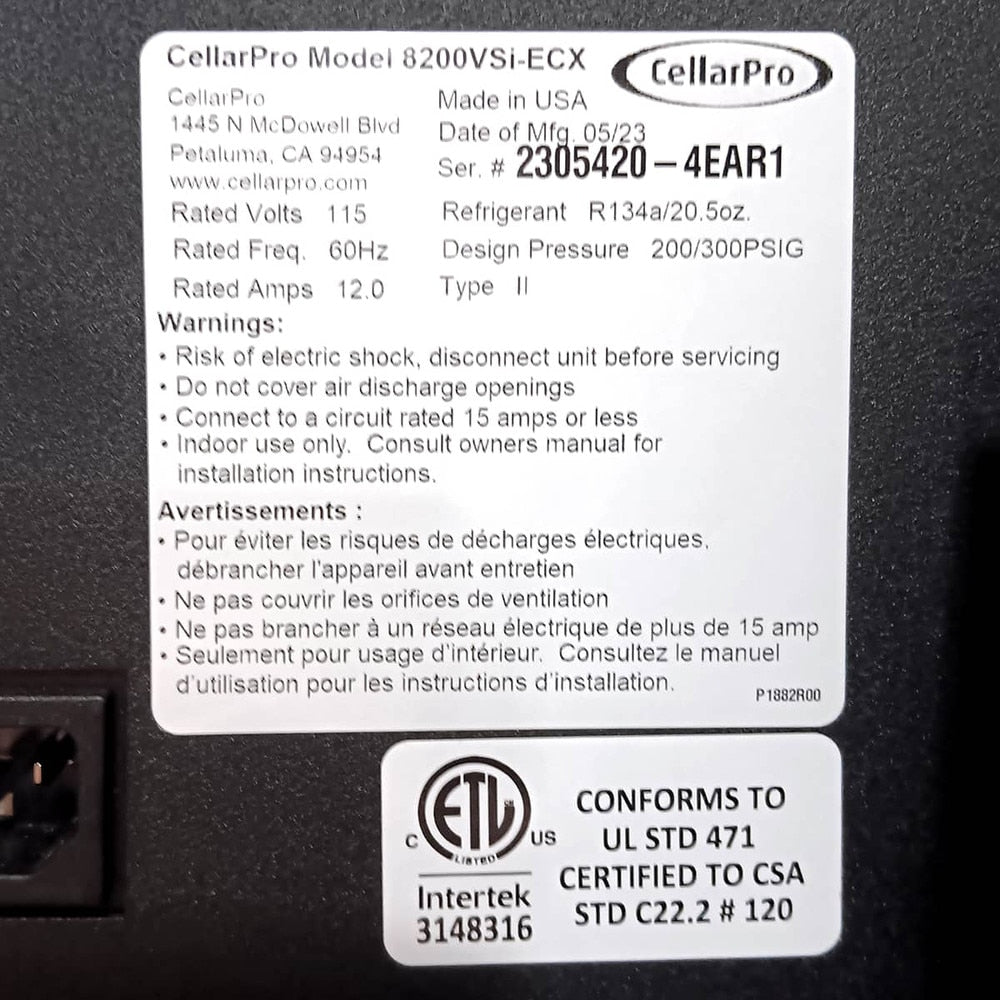 CellarPro Model 8200VSi-ECX
CellarPro
CellarPro
1445 N McDowell Blvd
Petaluma, CA 94954
www.cellarpro.com
Made in USA
Date of Mfg. 05/23
Ser. # 2305420 – 4EAR1
Rated Volts 115
Refrigerant R134a/20.5oz.
Rated Freq. 60Hz
Design Pressure 200/300PSIG
Rated Amps 12.0
Type II
Warnings:
• Risk of electric shock, disconnect unit before servicing
• Do not cover air discharge openings
• Connect to a circuit rated 15 amps or less
• Indoor use only. Consult owners manual for
installation instructions.
Avertissements :
• Pour éviter les risques de décharges électriques,
débrancher l'appareil avant entretien
• Ne pas couvrir les orifices de ventilation
• Ne pas brancher à un réseau électrique de plus de 15 amp
• Seulement pour usage d'intérieur. Consultez le manuel
d'utilisation pour les instructions d'installation.
P1882R00
C ETL US
LISTED
Intertek
3148316
CONFORMS TO
UL STD 471
CERTIFIED TO CSA
STD C22.2 # 120